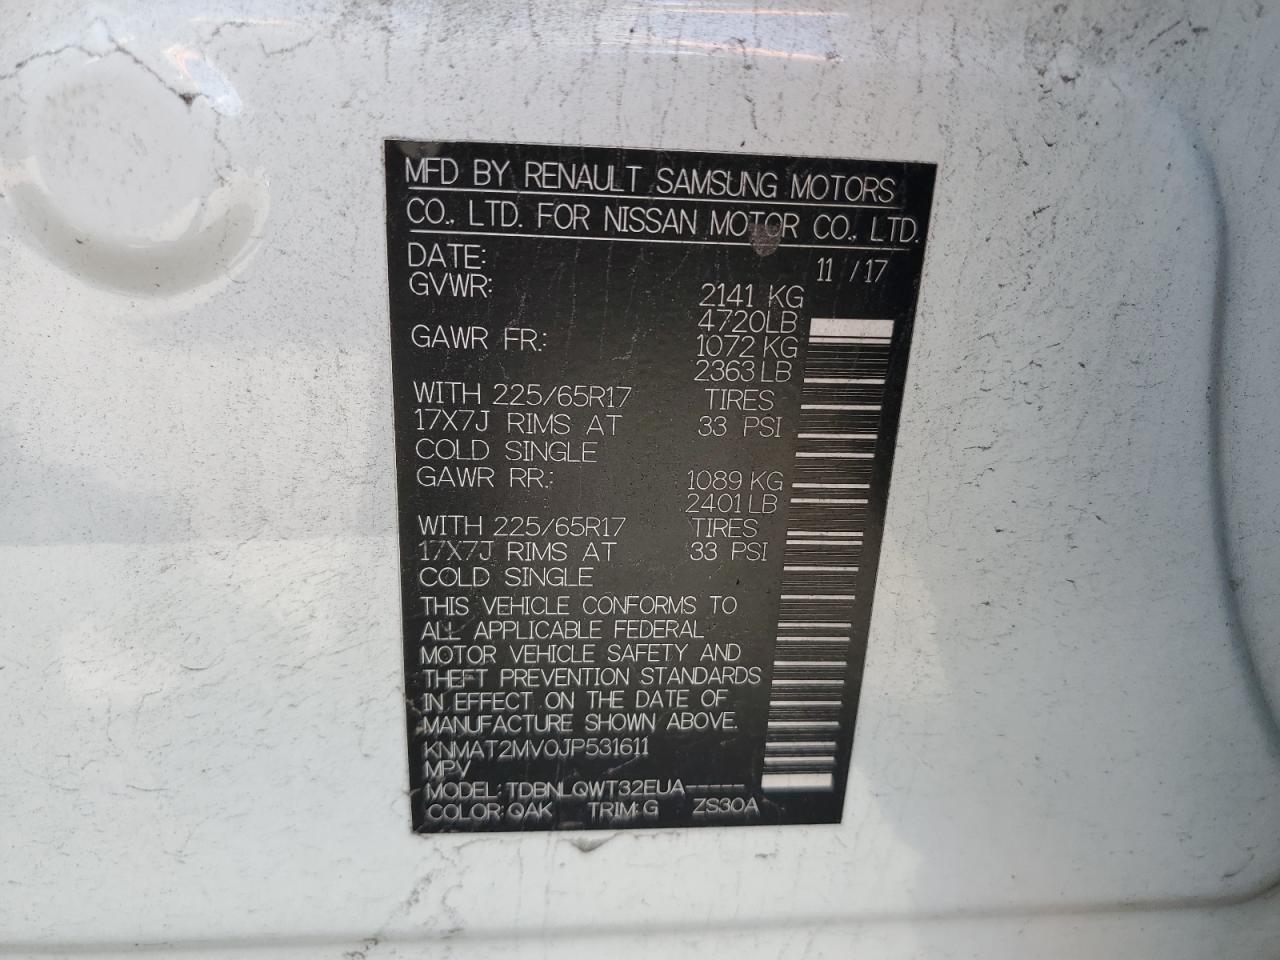 MFD BY RENAULT SAMSUNG MOTORS
CO., LTD. FOR NISSAN MOTOR CO., LTD.
DATE: 11 /17
GVWR: 2141 KG
4720LB
GAWR FR.: 1072 KG
2363 LB
WITH 225/65R17 TIRES
17X7J RIMS AT 33 PSI
COLD SINGLE
GAWR RR.: 1089 KG
2401 LB
WITH 225/65R17 TIRES
17X7J RIMS AT 33 PSI
COLD SINGLE
THIS VEHICLE CONFORMS TO
ALL APPLICABLE FEDERAL
MOTOR VEHICLE SAFETY AND
THEFT PREVENTION STANDARDS
IN EFFECT ON THE DATE OF
MANUFACTURE SHOWN ABOVE.
KNMAT2MV0JP531611
MPV
MODEL: TDBNLQWT32EUA-----
COLOR: QAK TRIM: G ZS30A